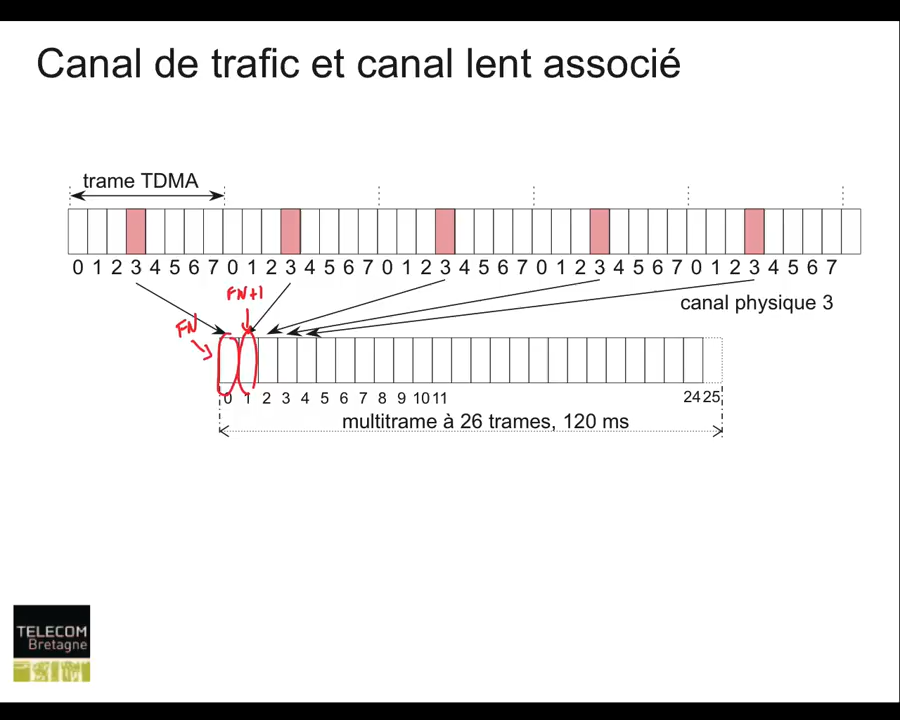 Canal de trafic et canal lent associé
trame TDMA
0 1 2 3 4 5 6 7 0 1 2 3 4 5 6 7 0 1 2 3 4 5 6 7 0 1 2 3 4 5 6 7 0 1 2 3 4 5 6 7
FN+1
canal physique 3
FN
0 1 2 3 4 5 6 7 8 9 10 11 24 25
multitrame à 26 trames, 120 ms
TELECOM
Bretagne